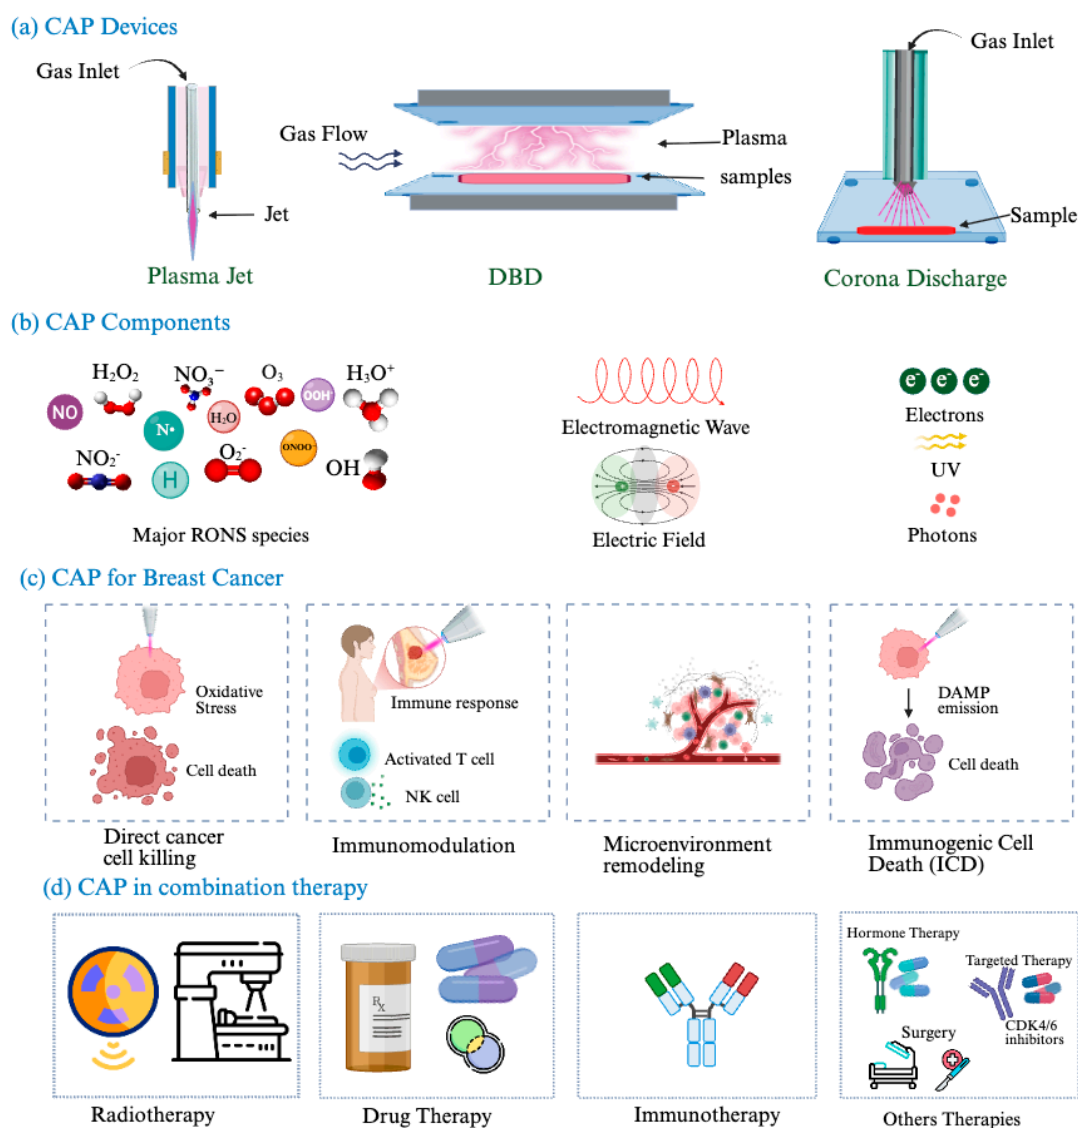 (a) CAP Devices
Gas Inlet
Jet
Plasma Jet
Gas Flow
Plasma
samples
DBD
Gas Inlet
Sample
Corona Discharge
(b) CAP Components
NO
H₂O₂
NO₃⁻
O₃
OOH·
H₃O⁺
N•
H₂O
NO₂⁻
H
O₂⁻
ONOO⁻
OH
Major RONS species
Electromagnetic Wave
Electric Field
e⁻ e⁻ e⁻
Electrons
UV
Photons
(c) CAP for Breast Cancer
Oxidative
Stress
Cell death
Direct cancer
cell killing
Immune response
Activated T cell
NK cell
Immunomodulation
Microenvironment
remodeling
DAMP
emission
Cell death
Immunogenic Cell
Death (ICD)
(d) CAP in combination therapy
Radiotherapy
Rx
Drug Therapy
Immunotherapy
Hormone Therapy
Targeted Therapy
CDK4/6
inhibitors
Surgery
Others Therapies